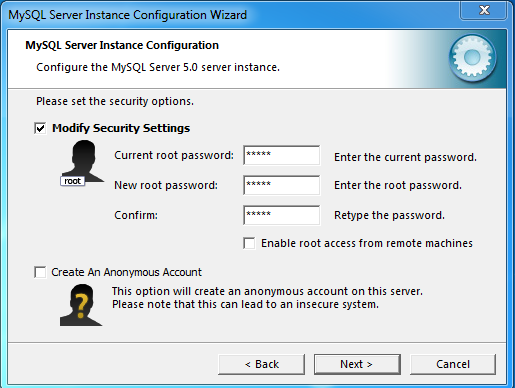 MySQL Server Instance Configuration Wizard
MySQL Server Instance Configuration
Configure the MySQL Server 5.0 server instance.
Please set the security options.
Modify Security Settings
Current root password: ***** Enter the current password.
root
New root password: ***** Enter the root password.
Confirm: ***** Retype the password.
Enable root access from remote machines
Create An Anonymous Account
This option will create an anonymous account on this server.
Please note that this can lead to an insecure system.
< Back Next > Cancel